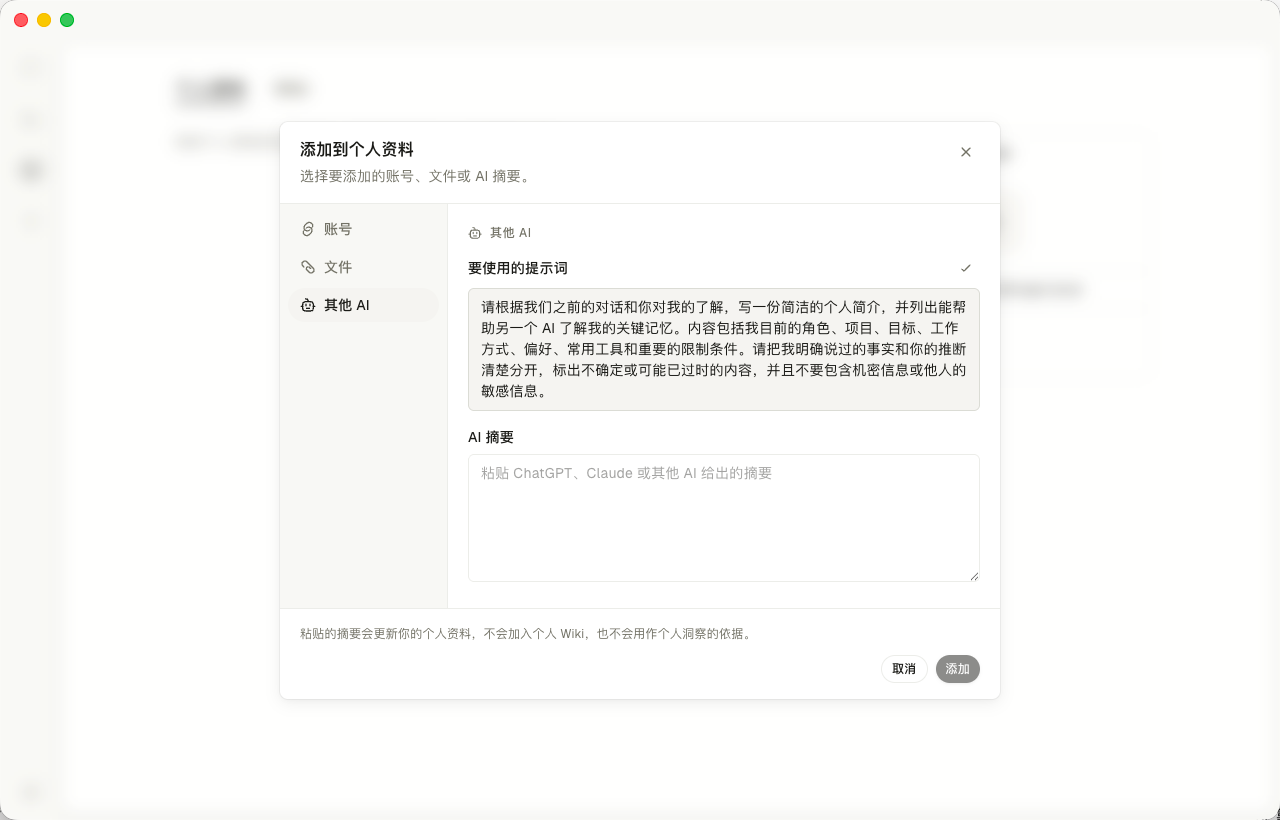 添加到个人资料
选择要添加的账号、文件或 AI 摘要。
账号
文件
其他 AI
其他 AI
要使用的提示词
请根据我们之前的对话和你对我的了解，写一份简洁的个人简介，并列出能帮
助另一个 AI 了解我的关键记忆。内容包括我目前的角色、项目、目标、工作
方式、偏好、常用工具和重要的限制条件。请把我明确说过的事实和你的推断
清楚分开，标出不确定或可能已过时的内容，并且不要包含机密信息或他人的
敏感信息。
AI 摘要
粘贴 ChatGPT、Claude 或其他 AI 给出的摘要
粘贴的摘要会更新你的个人资料，不会加入个人 Wiki，也不会用作个人洞察的依据。
取消
添加